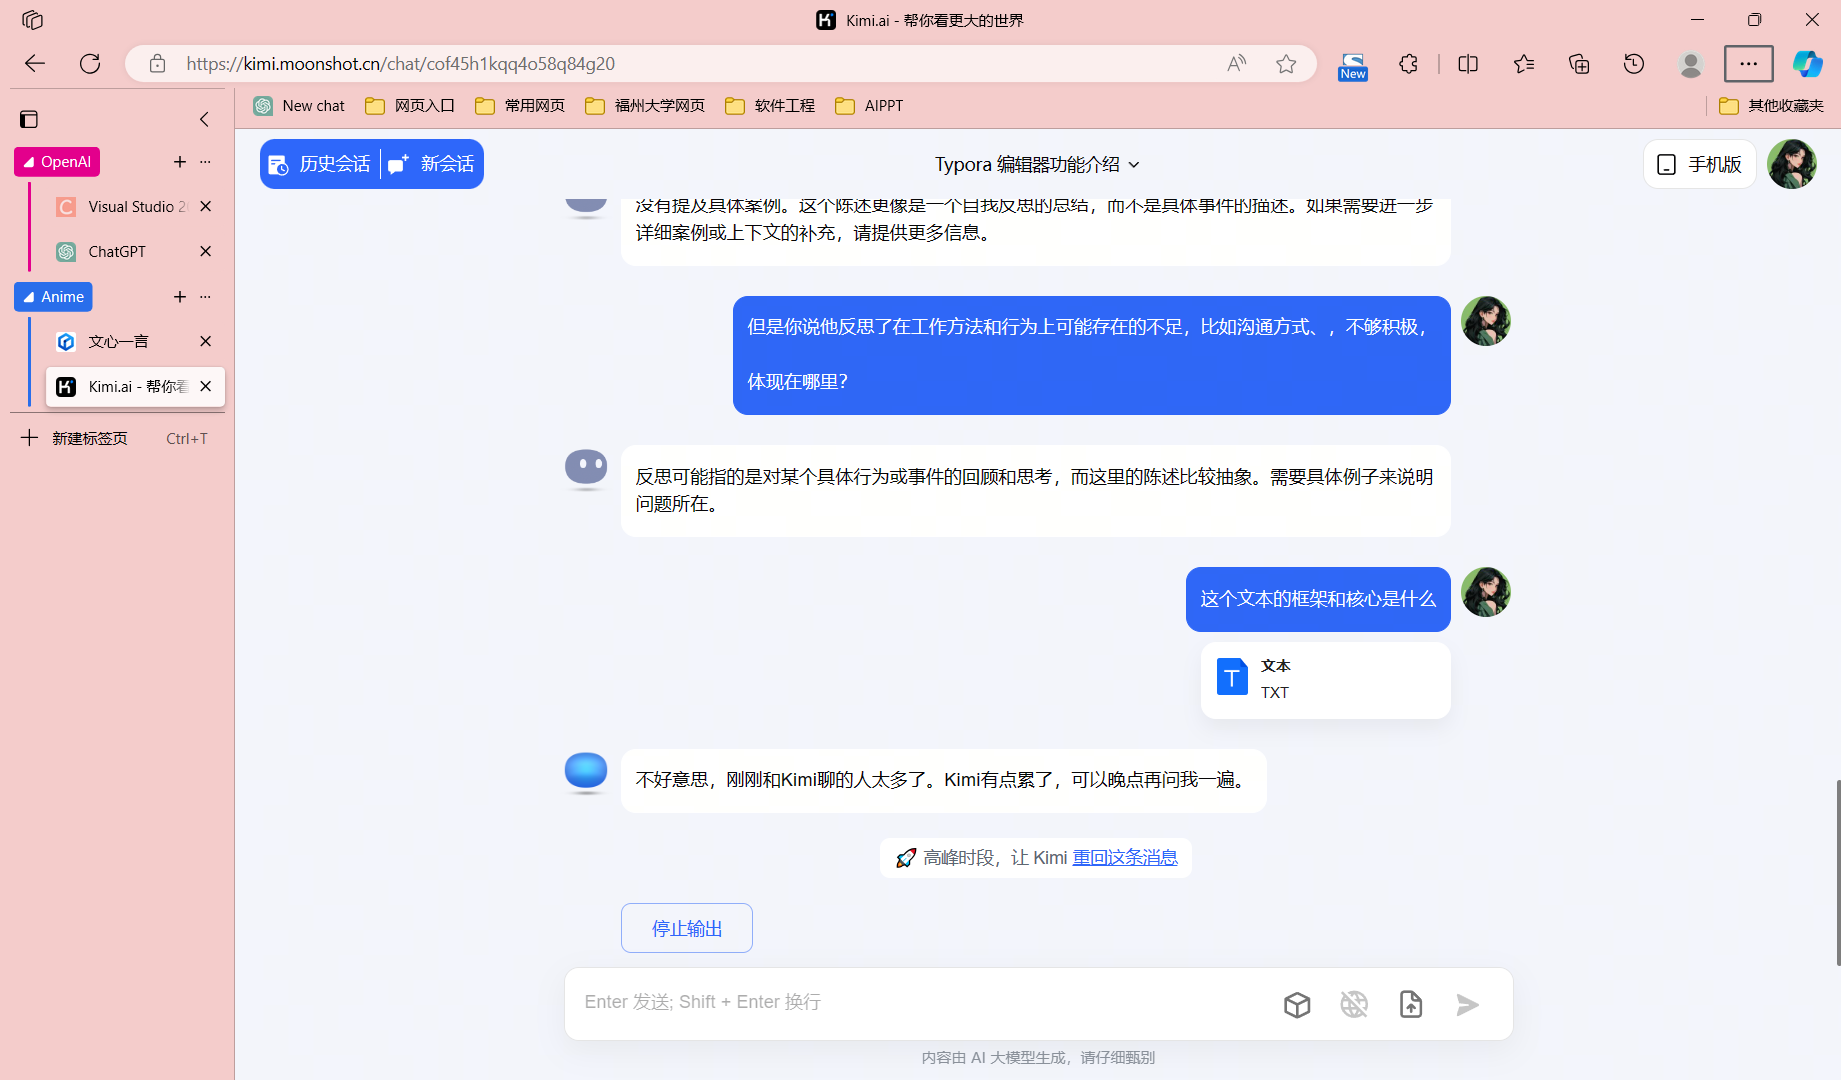 Kimi.ai - 帮你看更大的世界
https://kimi.moonshot.cn/chat/cof45h1kqq4o58q84g20
New
New chat
网页入口
常用网页
福州大学网页
软件工程
AIPPT
其他收藏夹
OpenAI
Visual Studio 2
ChatGPT
Anime
文心一言
Kimi.ai - 帮你看
新建标签页 Ctrl+T
历史会话
新会话
Typora 编辑器功能介绍
手机版
没有提及具体案例。这个陈述更像是一个自我反思的总结，而不是具体事件的描述。如果需要进一步
详细案例或上下文的补充，请提供更多信息。
但是你说他反思了在工作方法和行为上可能存在的不足，比如沟通方式、，不够积极，
体现在哪里？
反思可能指的是对某个具体行为或事件的回顾和思考，而这里的陈述比较抽象。需要具体例子来说明
问题所在。
这个文本的框架和核心是什么
T
文本
TXT
不好意思，刚刚和Kimi聊的人太多了。Kimi有点累了，可以晚点再问我一遍。
高峰时段，让 Kimi 重回这条消息
停止输出
Enter 发送; Shift + Enter 换行
内容由 AI 大模型生成，请仔细甄别